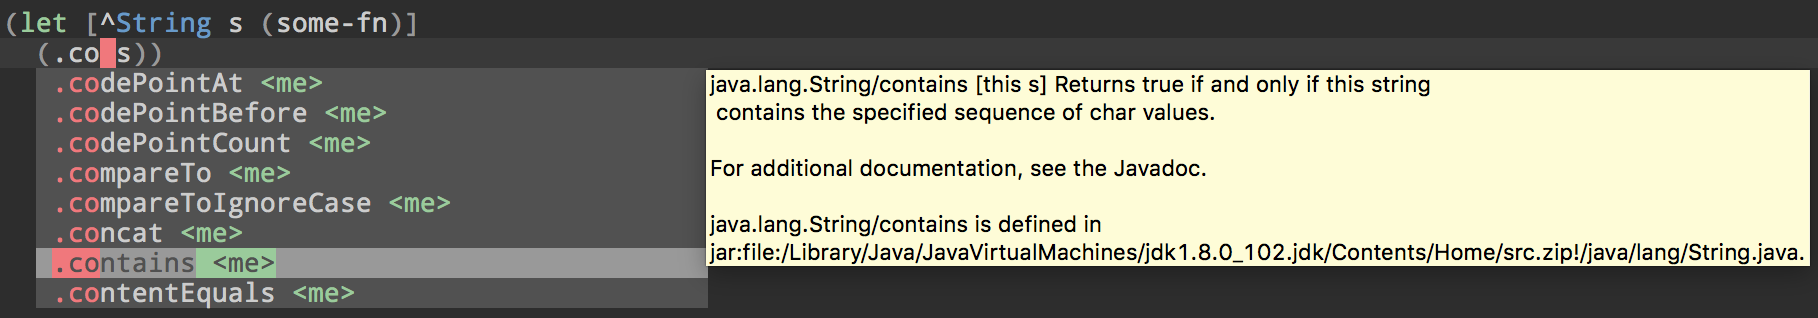 (let [^String s (some-fn)]
(.co s))
.codePointAt <me>
.codePointBefore <me>
.codePointCount <me>
.compareTo <me>
.compareToIgnoreCase <me>
.concat <me>
.contains <me>
.contentEquals <me>
java.lang.String/contains [this s] Returns true if and only if this string
contains the specified sequence of char values.
For additional documentation, see the Javadoc.
java.lang.String/contains is defined in
jar:file:/Library/Java/JavaVirtualMachines/jdk1.8.0_102.jdk/Contents/Home/src.zip!/java/lang/String.java.